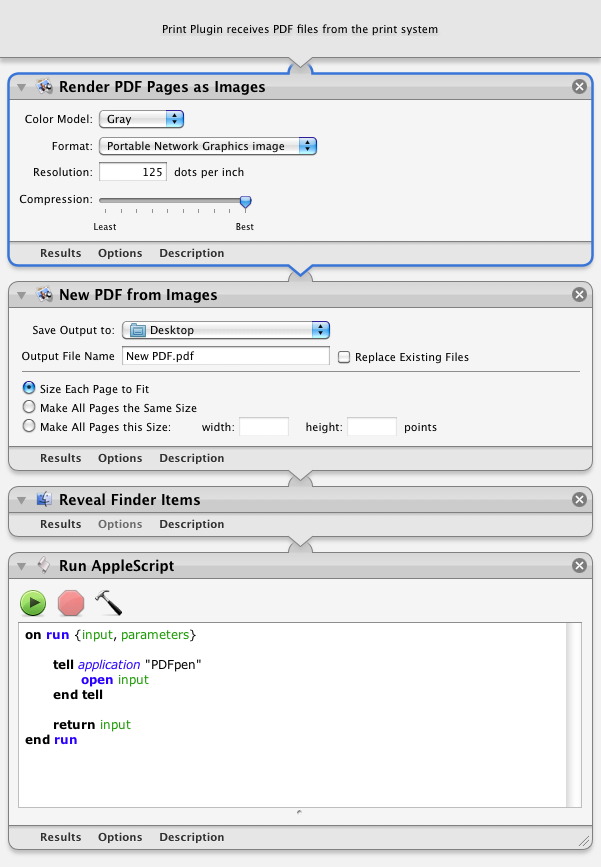 Print Plugin receives PDF files from the print system
Render PDF Pages as Images
Color Model: Gray
Format: Portable Network Graphics image
Resolution: 125 dots per inch
Compression:
Least Best
Results Options Description
New PDF from Images
Save Output to: Desktop
Output File Name New PDF.pdf Replace Existing Files
Size Each Page to Fit
Make All Pages the Same Size
Make All Pages this Size: width: height: points
Results Options Description
Reveal Finder Items
Results Options Description
Run AppleScript
on run {input, parameters}
tell application "PDFpen"
open input
end tell
return input
end run
Results Options Description